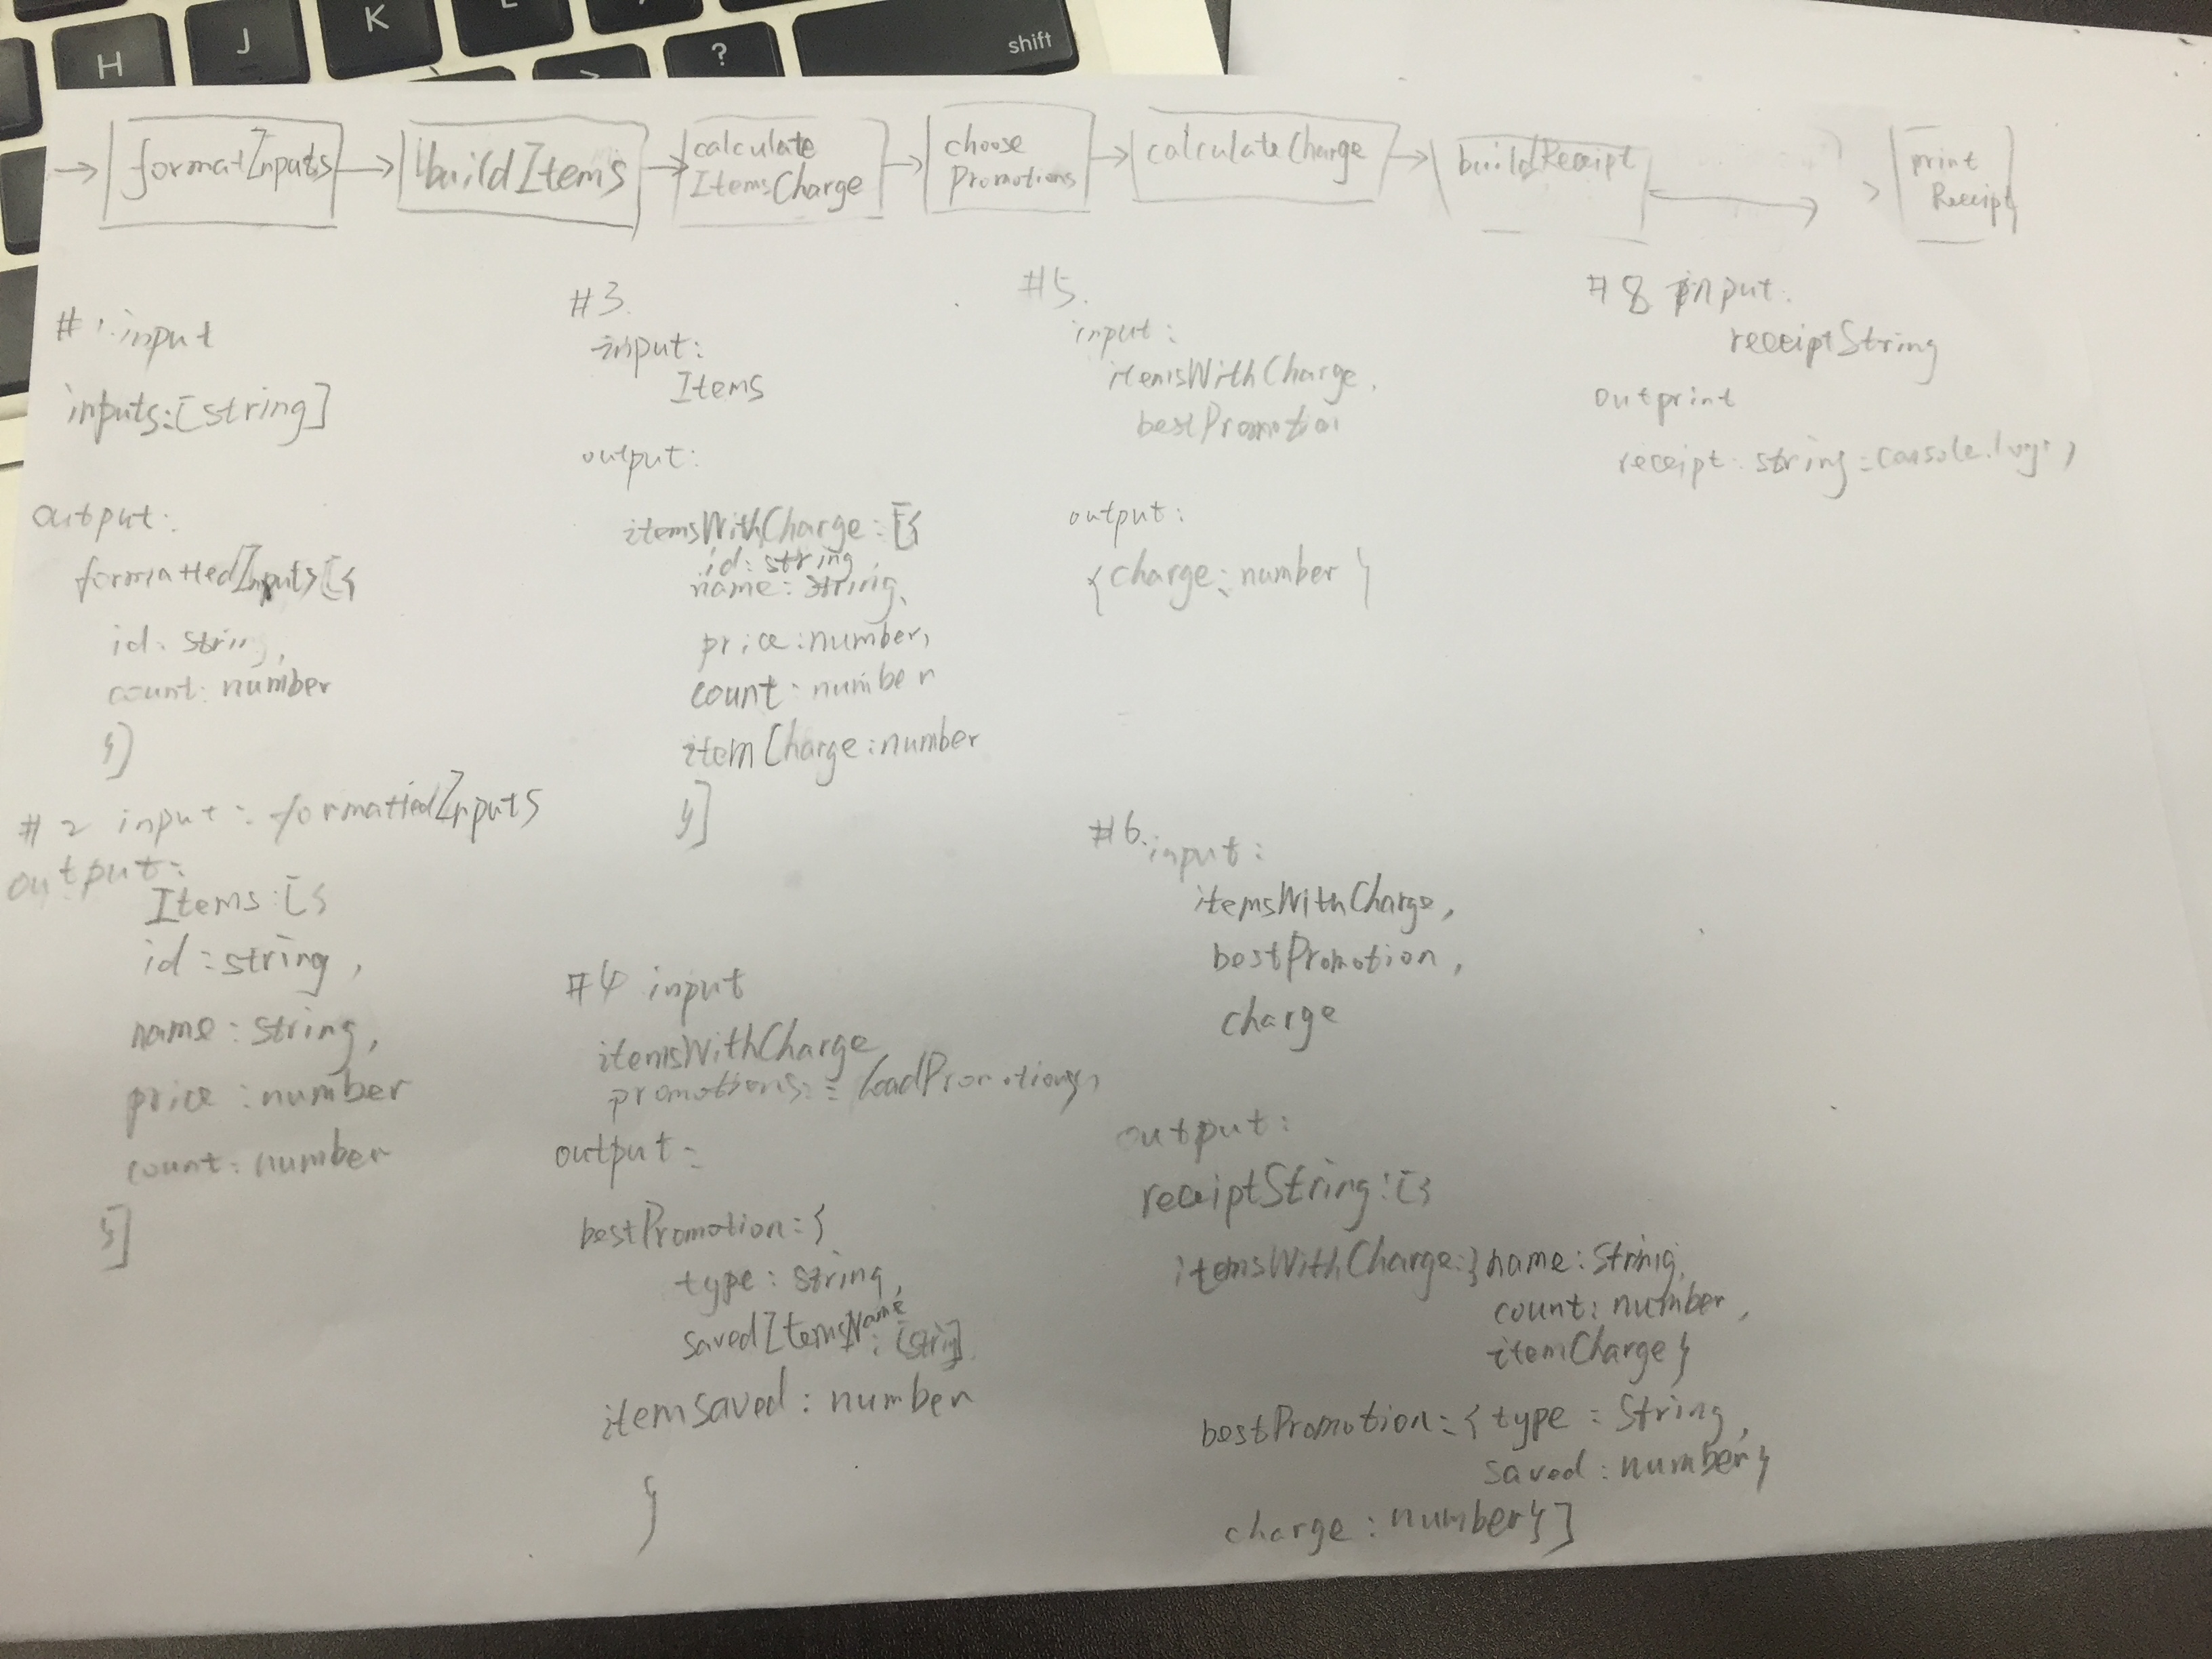 → formatInputs → buildItems → calculate ItemsCharge → choose Promotions → calculateCharge → buildReceipt → print Receipt
#1. input
inputs:[string]
output:
formattedInputs[{
id: string,
count: number
}]
#2 input: formattedInputs
output:
Items:[{
id:string,
name:string,
price:number
count:number
}]
#3.
input:
Items
output:
itemsWithCharge:[{
id:string
name:string,
price:number,
count:number
itemCharge:number
}]
input
itemsWithCharge
promotions: = loadPromotions,
output:
bestPromotion:{
type:string,
savedItemsName:
itemSaved:number
}
#5.
input:
itemsWithCharge,
bestPromotion
output:
{charge:number}
#6.input:
itemsWithCharge,
bestPromotion,
charge
output:
receiptString:[{
itemsWithCharge:{name:String
count:number,
itemCharge}
bestPromotion:{type:String,
saved:number}
charge:number}]
#8 input:
receiptString
outprint
receipt:string=console.log()
H
J
K
L
>
?
shift